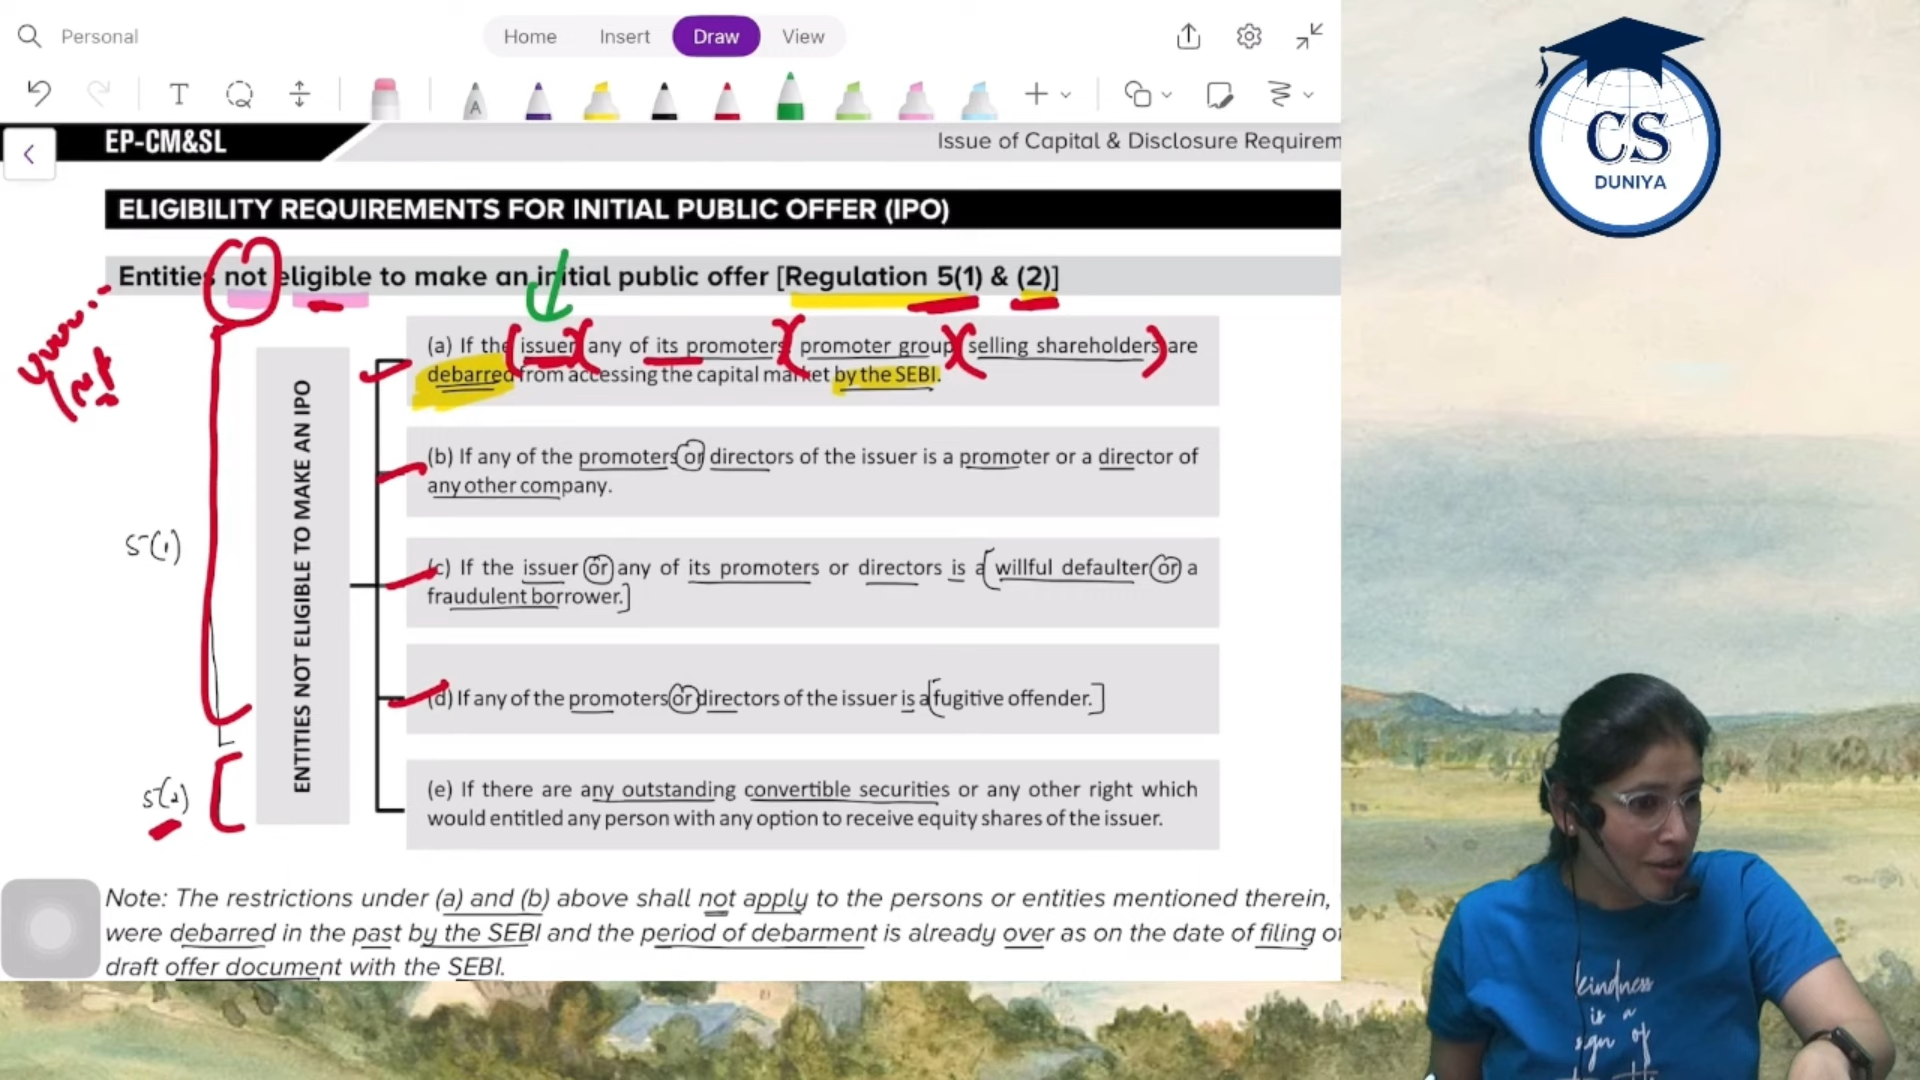 Personal
Home Insert Draw View
EP-CM&SL
Issue of Capital & Disclosure Requirem
ELIGIBILITY REQUIREMENTS FOR INITIAL PUBLIC OFFER (IPO)
Entities not eligible to make an initial public offer [Regulation 5(1) & (2)]
ENTITIES NOT ELIGIBLE TO MAKE AN IPO
(a) If the issuer any of its promoters promoter group selling shareholders are
debarred from accessing the capital market by the SEBI.
(b) If any of the promoters or directors of the issuer is a promoter or a director of
any other company.
5(1)
(c) If the issuer or any of its promoters or directors is a willful defaulter or a
fraudulent borrower.
(d) If any of the promoters or directors of the issuer is a fugitive offender.
5(2)
(e) If there are any outstanding convertible securities or any other right which
would entitled any person with any option to receive equity shares of the issuer.
Note: The restrictions under (a) and (b) above shall not apply to the persons or entities mentioned therein,
were debarred in the past by the SEBI and the period of debarment is already over as on the date of filing of
draft offer document with the SEBI.
CS
DUNIYA
kindness
is a
sign of